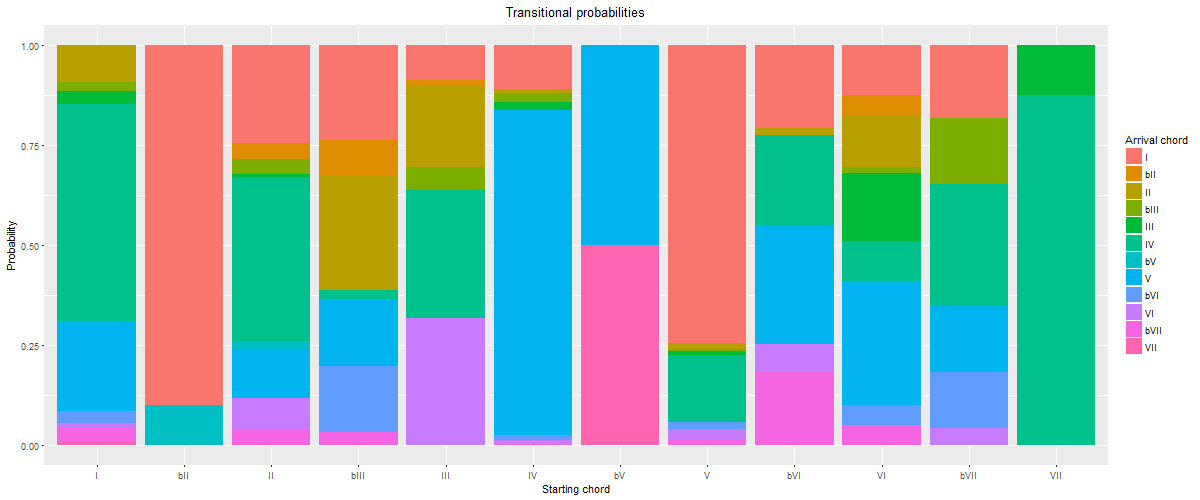 Transitional probabilities
1.00
0.75
0.50
0.25
0.00
Probability
I bII II bIII III IV bV V bVI VI bVII VII
Starting chord
Arrival chord
I
bII
II
bIII
III
IV
bV
V
bVI
VI
bVII
VII